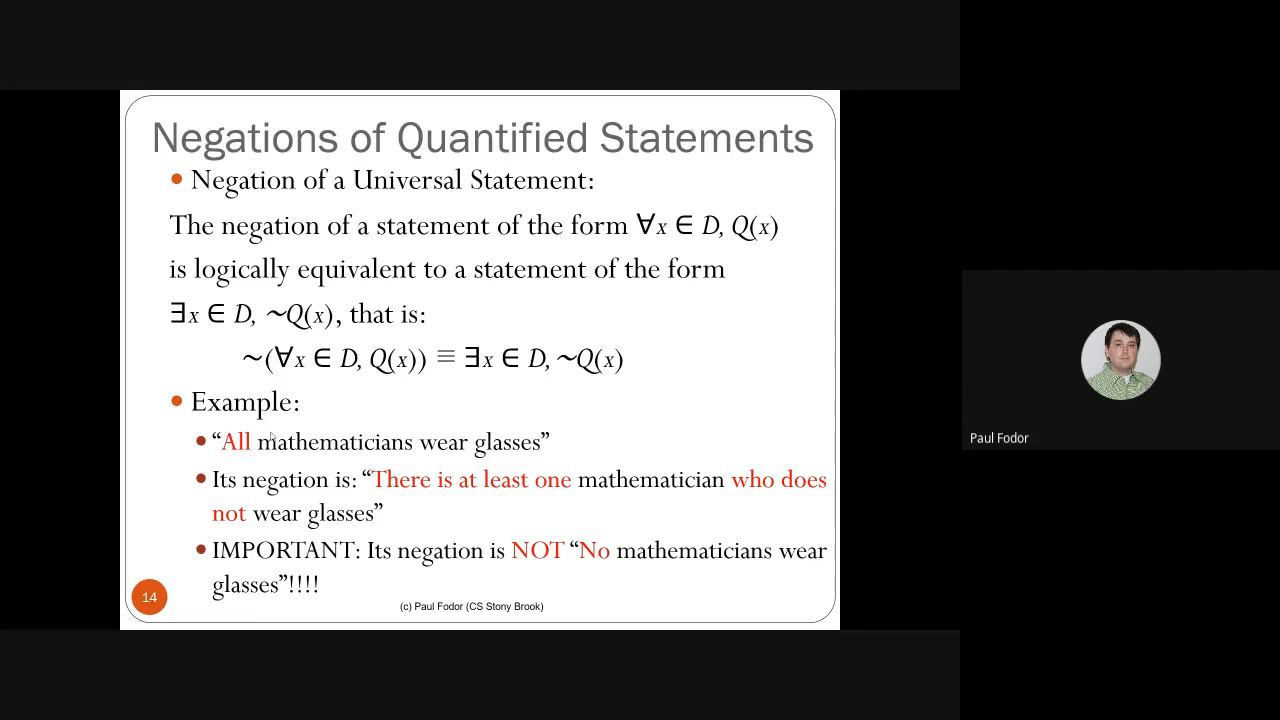 Negations of Quantified Statements
• Negation of a Universal Statement:
The negation of a statement of the form ∀x ∈ D, Q(x)
is logically equivalent to a statement of the form
∃x ∈ D, ~Q(x), that is:
~(∀x ∈ D, Q(x)) ≡ ∃x ∈ D, ~Q(x)
• Example:
• “All mathematicians wear glasses”
• Its negation is: “There is at least one mathematician who does
not wear glasses”
• IMPORTANT: Its negation is NOT “No mathematicians wear
glasses”!!!!
14
(c) Paul Fodor (CS Stony Brook)
Paul Fodor